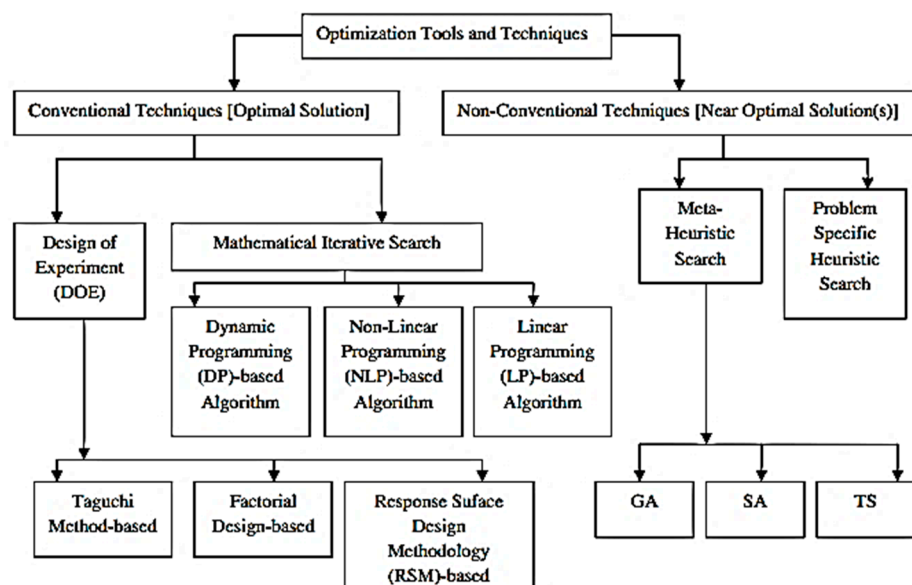 Optimization Tools and Techniques
Conventional Techniques [Optimal Solution]
Non-Conventional Techniques [Near Optimal Solution(s)]
Design of
Experiment
(DOE)
Mathematical Iterative Search
Meta-
Heuristic
Search
Problem
Specific
Heuristic
Search
Dynamic
Programming
(DP)-based
Algorithm
Non-Linear
Programming
(NLP)-based
Algorithm
Linear
Programming
(LP)-based
Algorithm
Taguchi
Method-based
Factorial
Design-based
Response Suface
Design
Methodology
(RSM)-based
GA
SA
TS